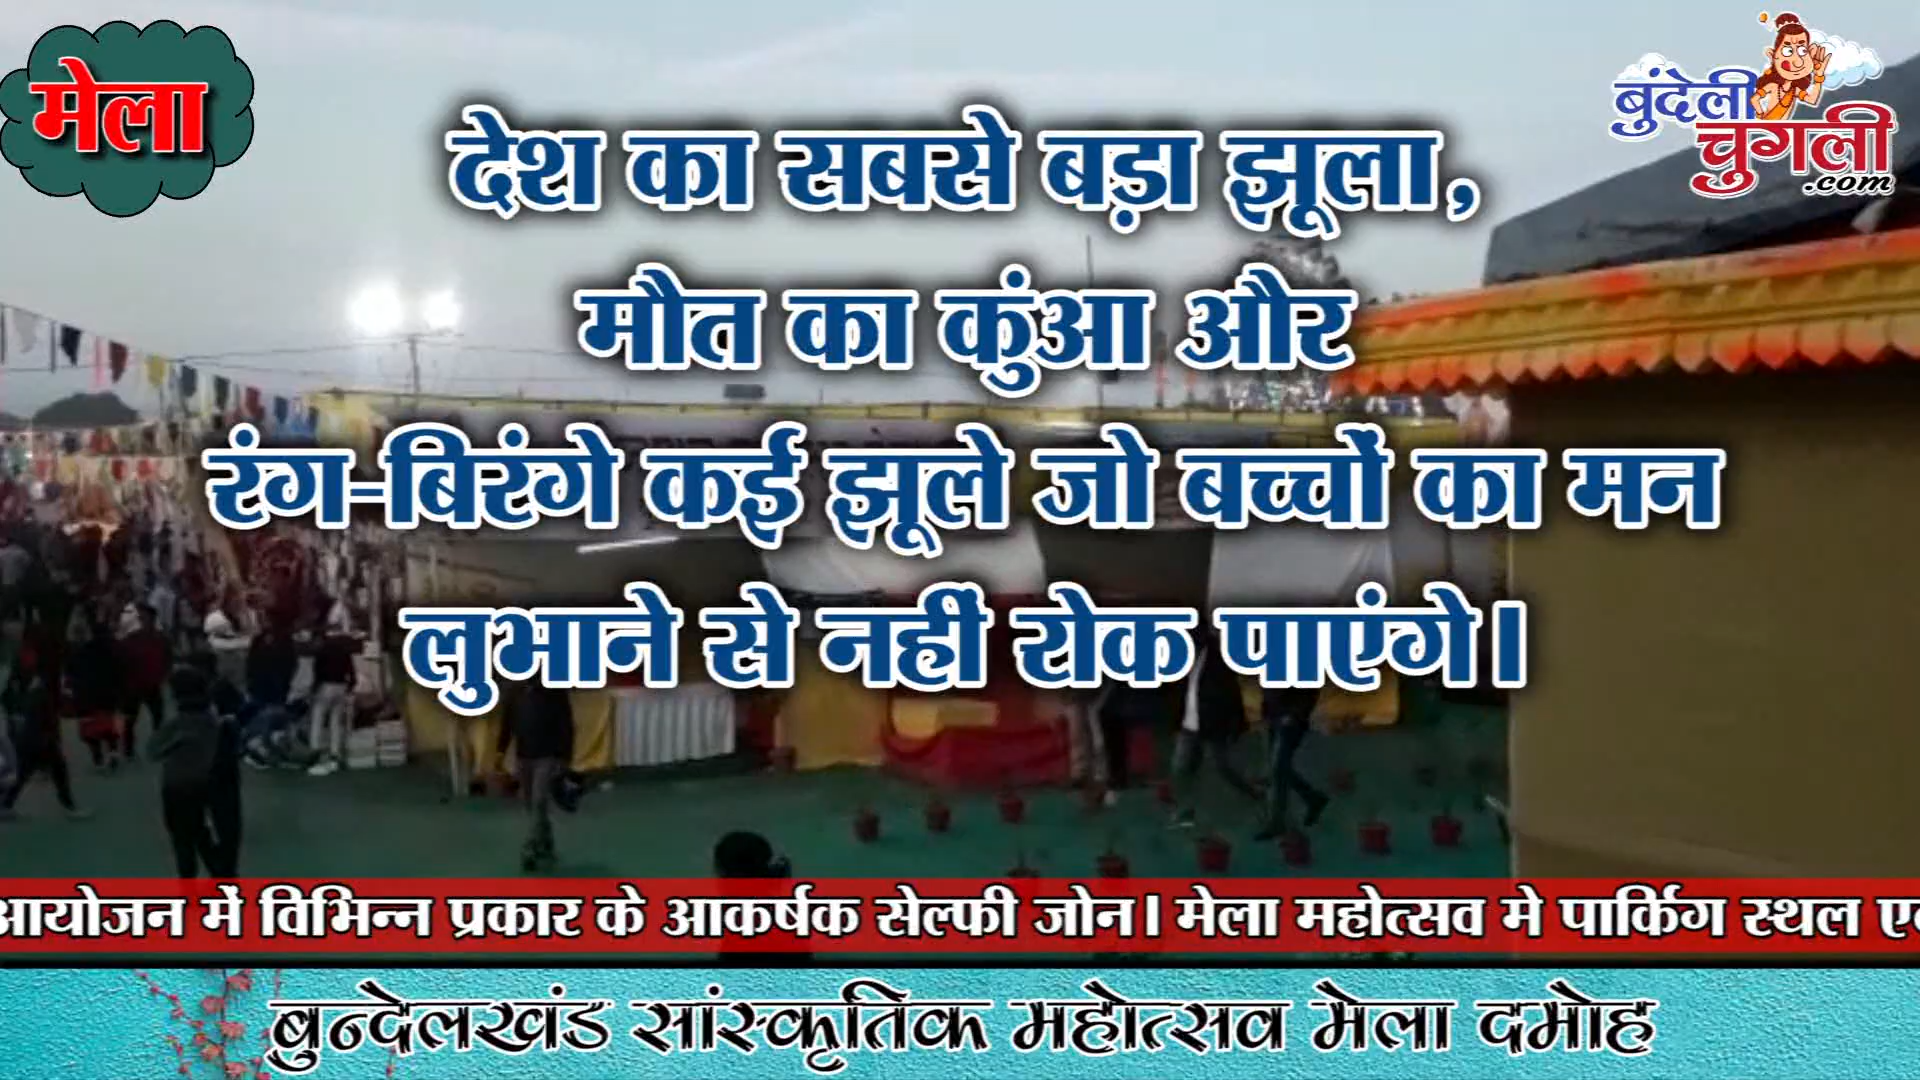 मेला
बुंदेली
चुगली
.com
देश का सबसे बड़ा झूला,
मौत का कुंआ और
रंग-बिरंगे कई झूले जो बच्चों का मन
लुभाने से नहीं रोक पाएंगे।
आयोजन में विभिन्न प्रकार के आकर्षक सेल्फी जोन। मेला महोत्सव मे पार्किग स्थल
बुन्देलखंड सांस्कृतिक महोत्सव मेला दमोह